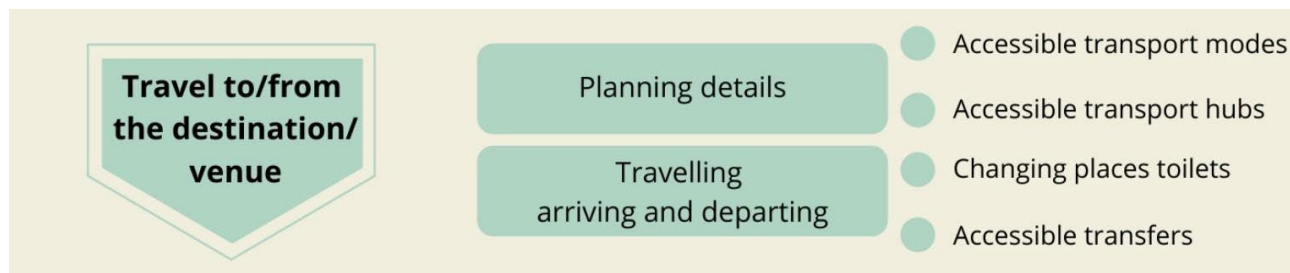 Travel to/from
the destination/
venue
Planning details
Travelling
arriving and departing
Accessible transport modes
Accessible transport hubs
Changing places toilets
Accessible transfers